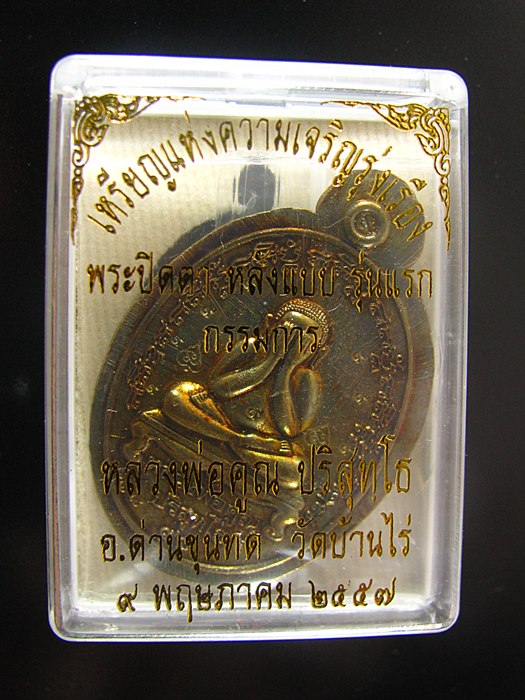 เหรียญแห่งความเจริญรุ่งเรือง
พระปิดตา หลังแบบ รุ่นแรก
กรรมการ
หลวงพ่อคูณ ปริสุทฺโธ
อ.ด่านขุนทด วัดบ้านไร่
๙ พฤษภาคม ๒๕๕๗